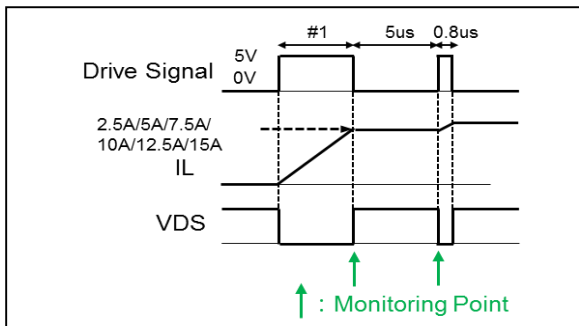 #1 5us 0.8us
5V
Drive Signal
0V
2.5A/5A/7.5A/
10A/12.5A/15A
IL
VDS
: Monitoring Point